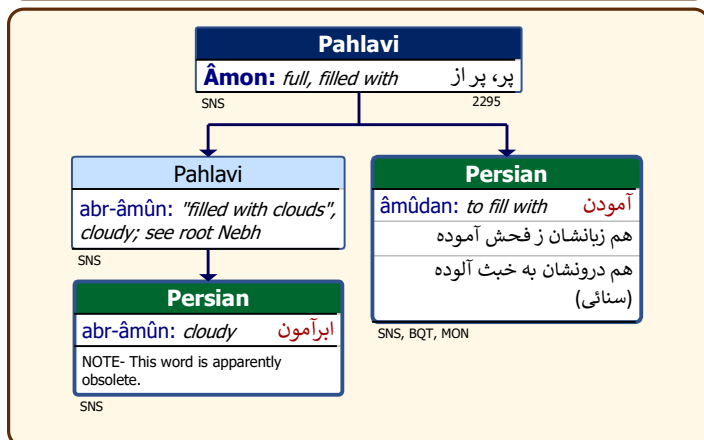 Pahlavi
Âmon: full, filled with پر، پر از
SNS 2295
Pahlavi
abr-âmûn: "filled with clouds",
cloudy; see root Nebh
SNS
Persian
abr-âmûn: cloudy ابرآمون
NOTE- This word is apparently
obsolete.
SNS
Persian
âmûdan: to fill with آمودن
هم زبانشان ز فحش آموده
هم درونشان به خبث آلوده
(سنائی)
SNS, BQT, MON